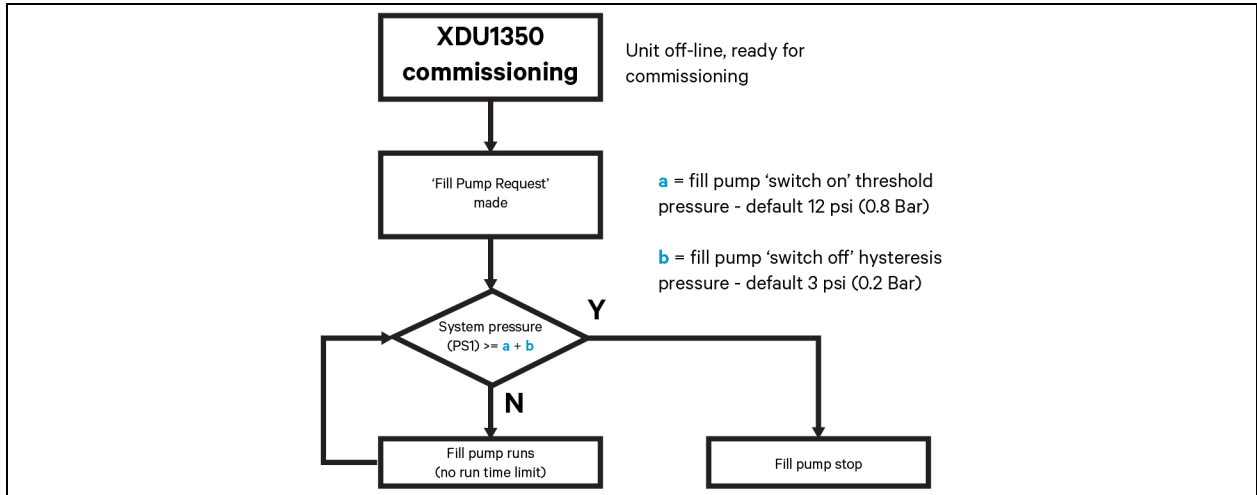 XDU1350
commissioning
Unit off-line, ready for
commissioning
‘Fill Pump Request’
made
a = fill pump ‘switch on’ threshold
pressure - default 12 psi (0.8 Bar)
b = fill pump ‘switch off’ hysteresis
pressure - default 3 psi (0.2 Bar)
System pressure
(PS1) >= a + b
Y
N
Fill pump runs
(no run time limit)
Fill pump stop